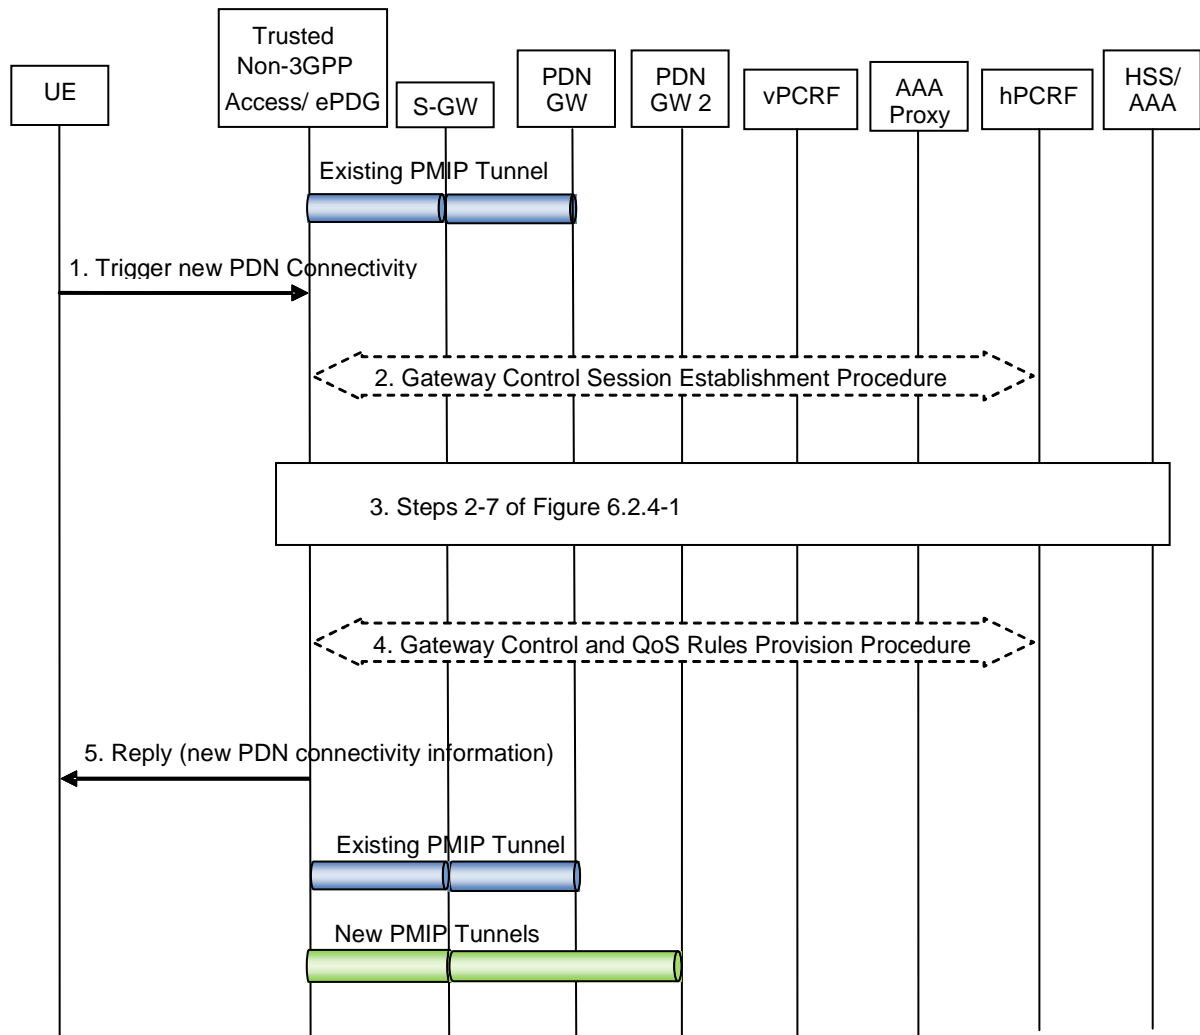 UE
Trusted
Non-3GPP
Access/ ePDG
S-GW
PDN
GW
PDN
GW 2
vPCRF
AAA
Proxy
hPCRF
HSS/
AAA
Existing PMIP Tunnel
1. Trigger new PDN Connectivity
2. Gateway Control Session Establishment Procedure
3. Steps 2-7 of Figure 6.2.4-1
4. Gateway Control and QoS Rules Provision Procedure
5. Reply (new PDN connectivity information)
Existing PMIP Tunnel
New PMIP Tunnels